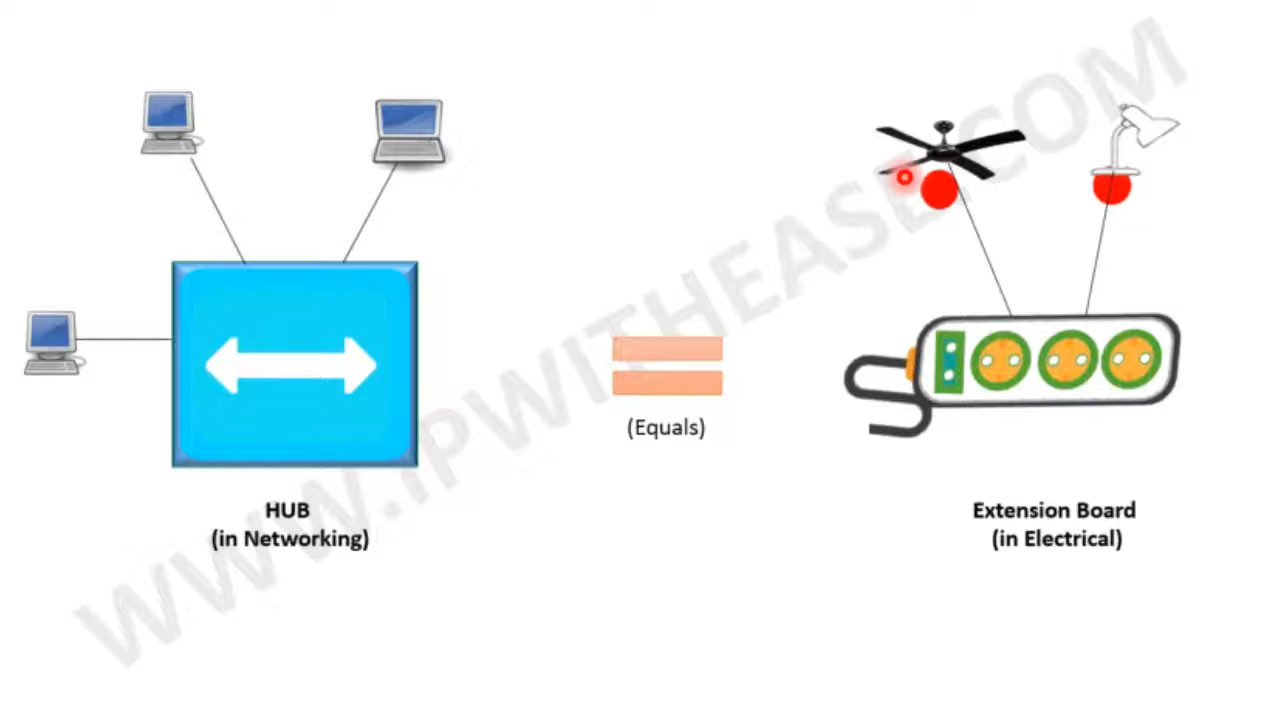 WWW.IPWITHEASE.COM
(Equals)
HUB
(in Networking)
Extension Board
(in Electrical)